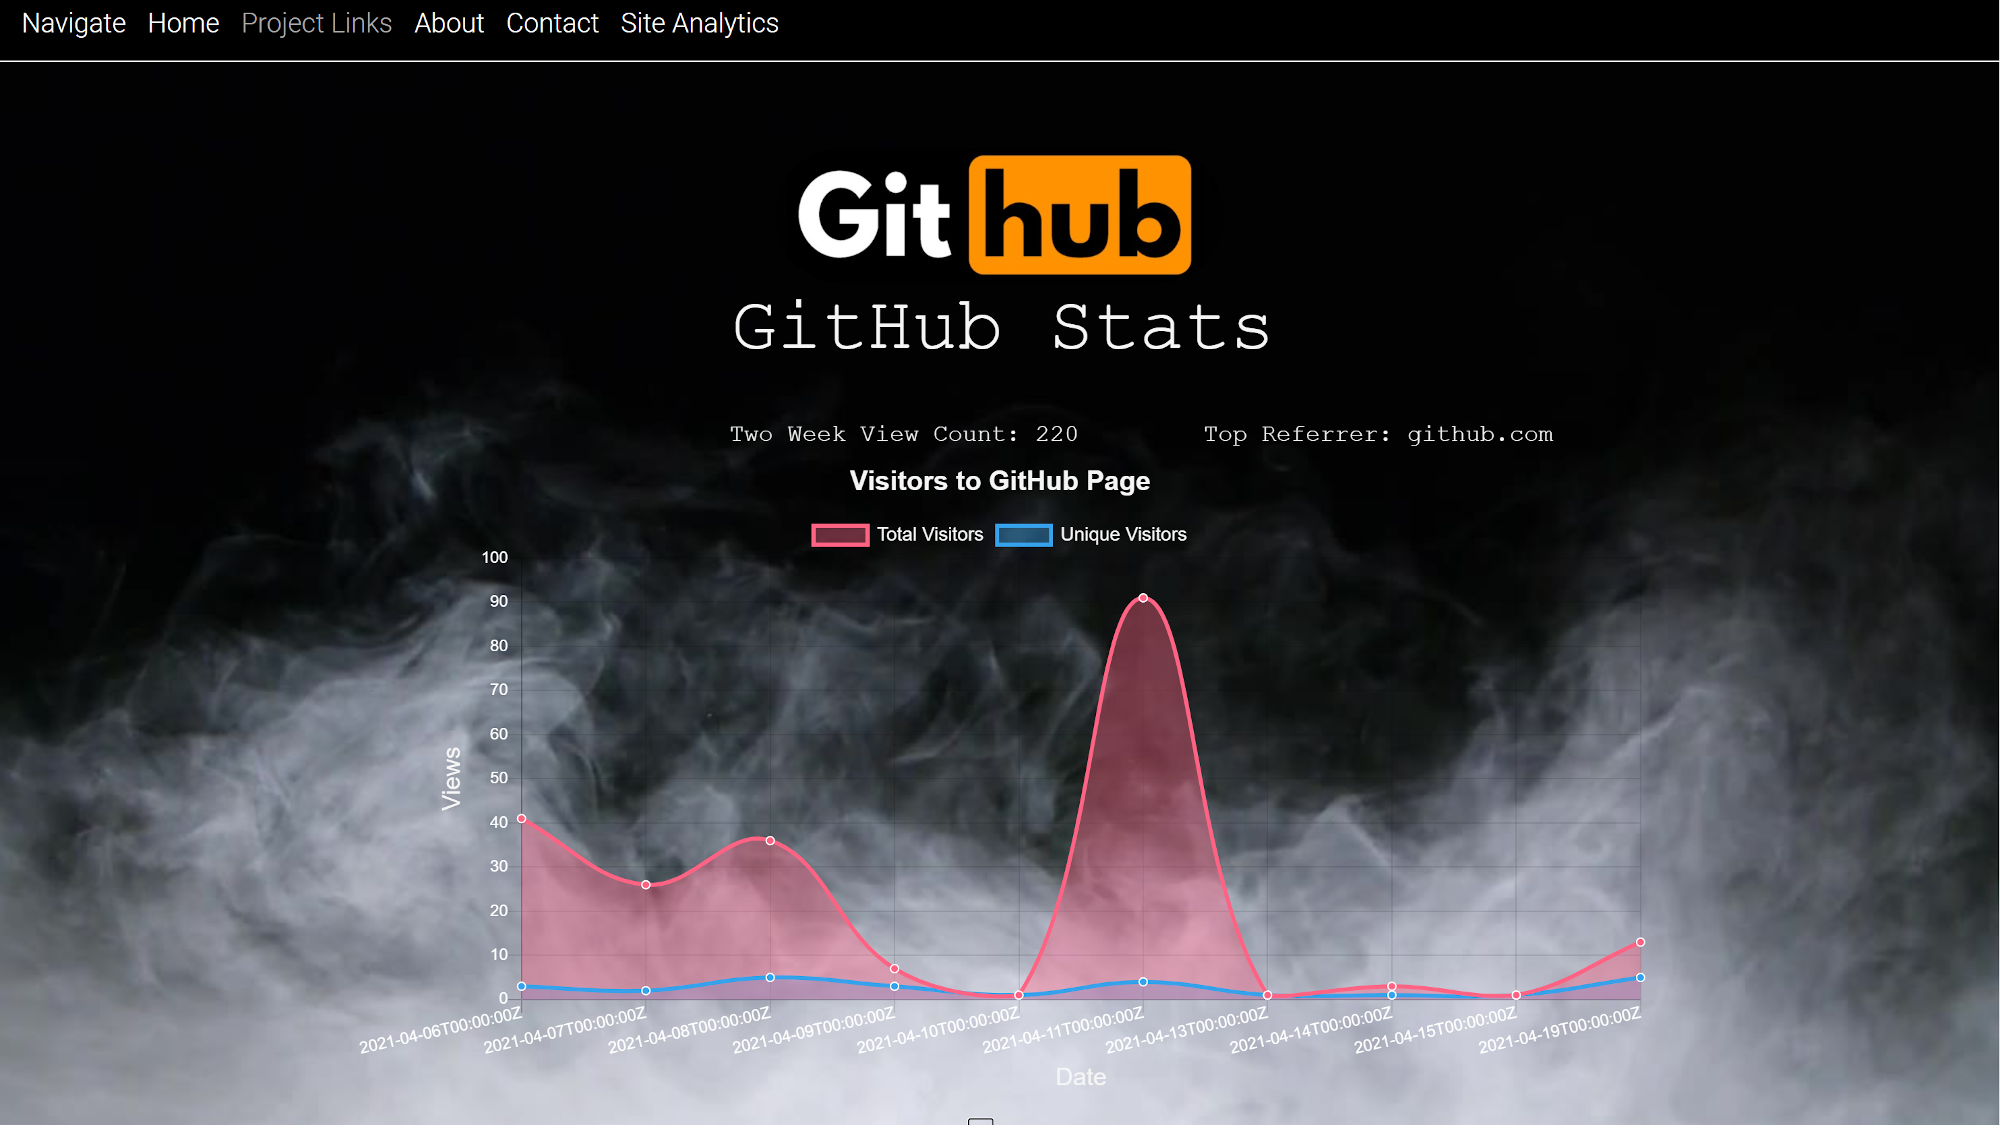 Navigate Home Project Links About Contact Site Analytics
Git hub
GitHub Stats
Two Week View Count: 220 Top Referrer: github.com
Visitors to GitHub Page
Total Visitors Unique Visitors
100
90
80
70
60
50
40
30
20
10
0
Views
2021-04-06T00:00:00Z
2021-04-07T00:00:00Z
2021-04-08T00:00:00Z
2021-04-09T00:00:00Z
2021-04-10T00:00:00Z
2021-04-11T00:00:00Z
2021-04-13T00:00:00Z
2021-04-14T00:00:00Z
2021-04-15T00:00:00Z
2021-04-19T00:00:00Z
Date